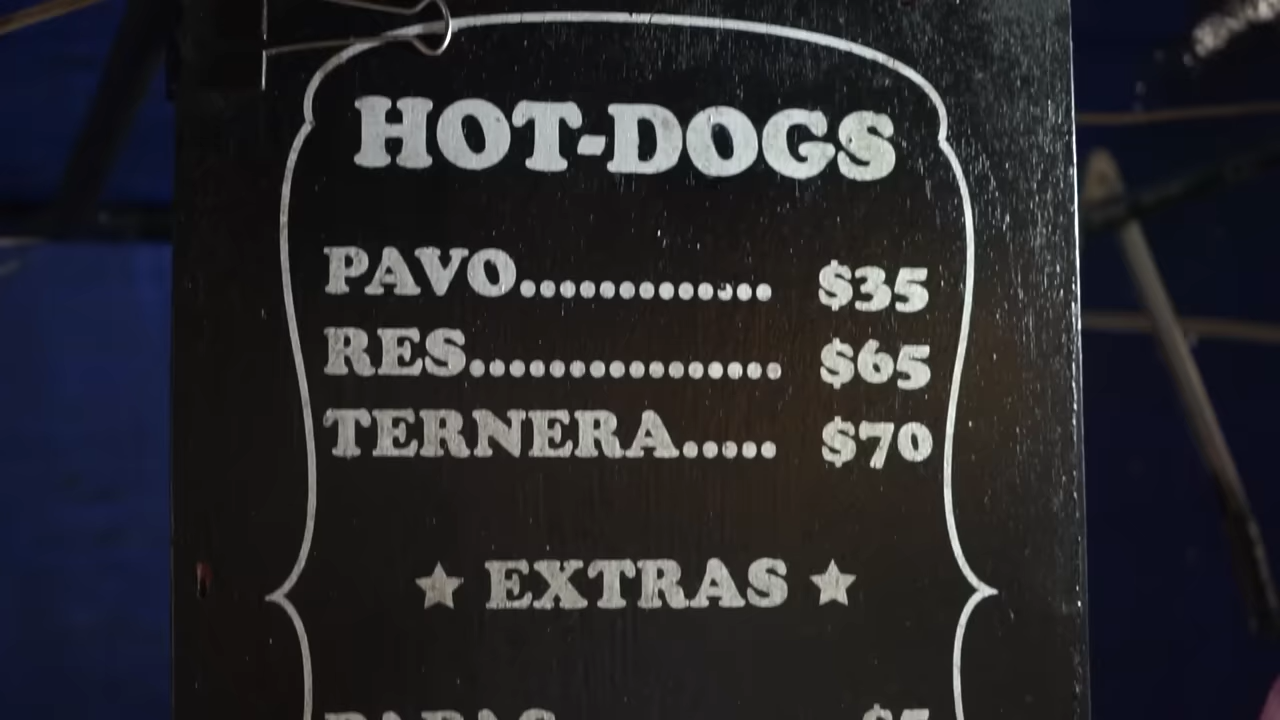 HOT-DOGS
PAVO............. $35
RES................ $65
TERNERA..... $70
★ EXTRAS ★